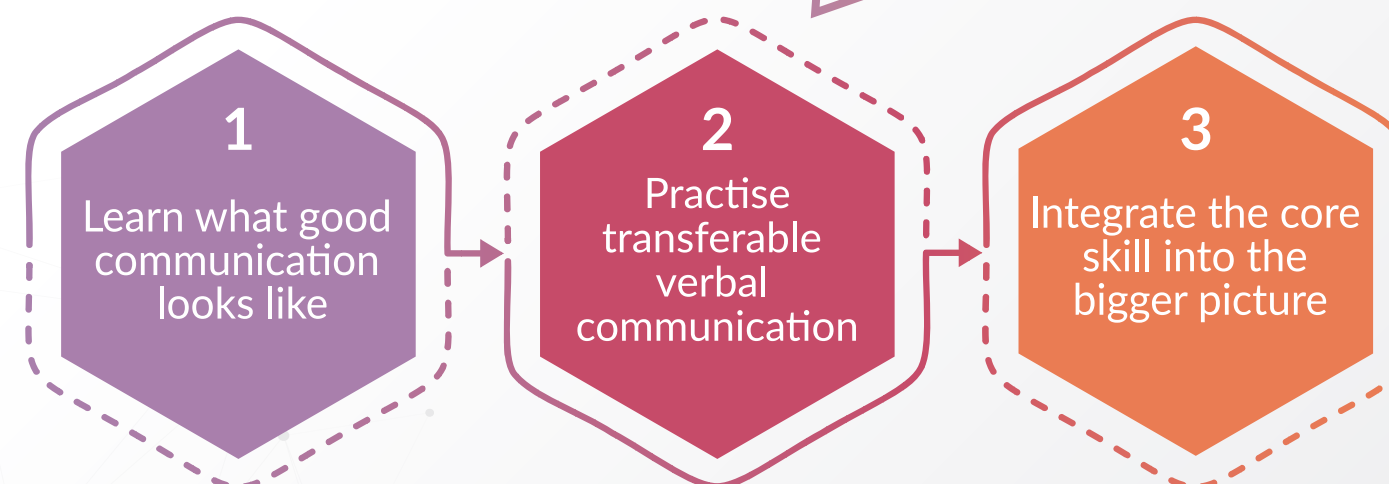 1
Learn what good
communication
looks like
2
Practise
transferable
verbal
communication
3
Integrate the core
skill into the
bigger picture